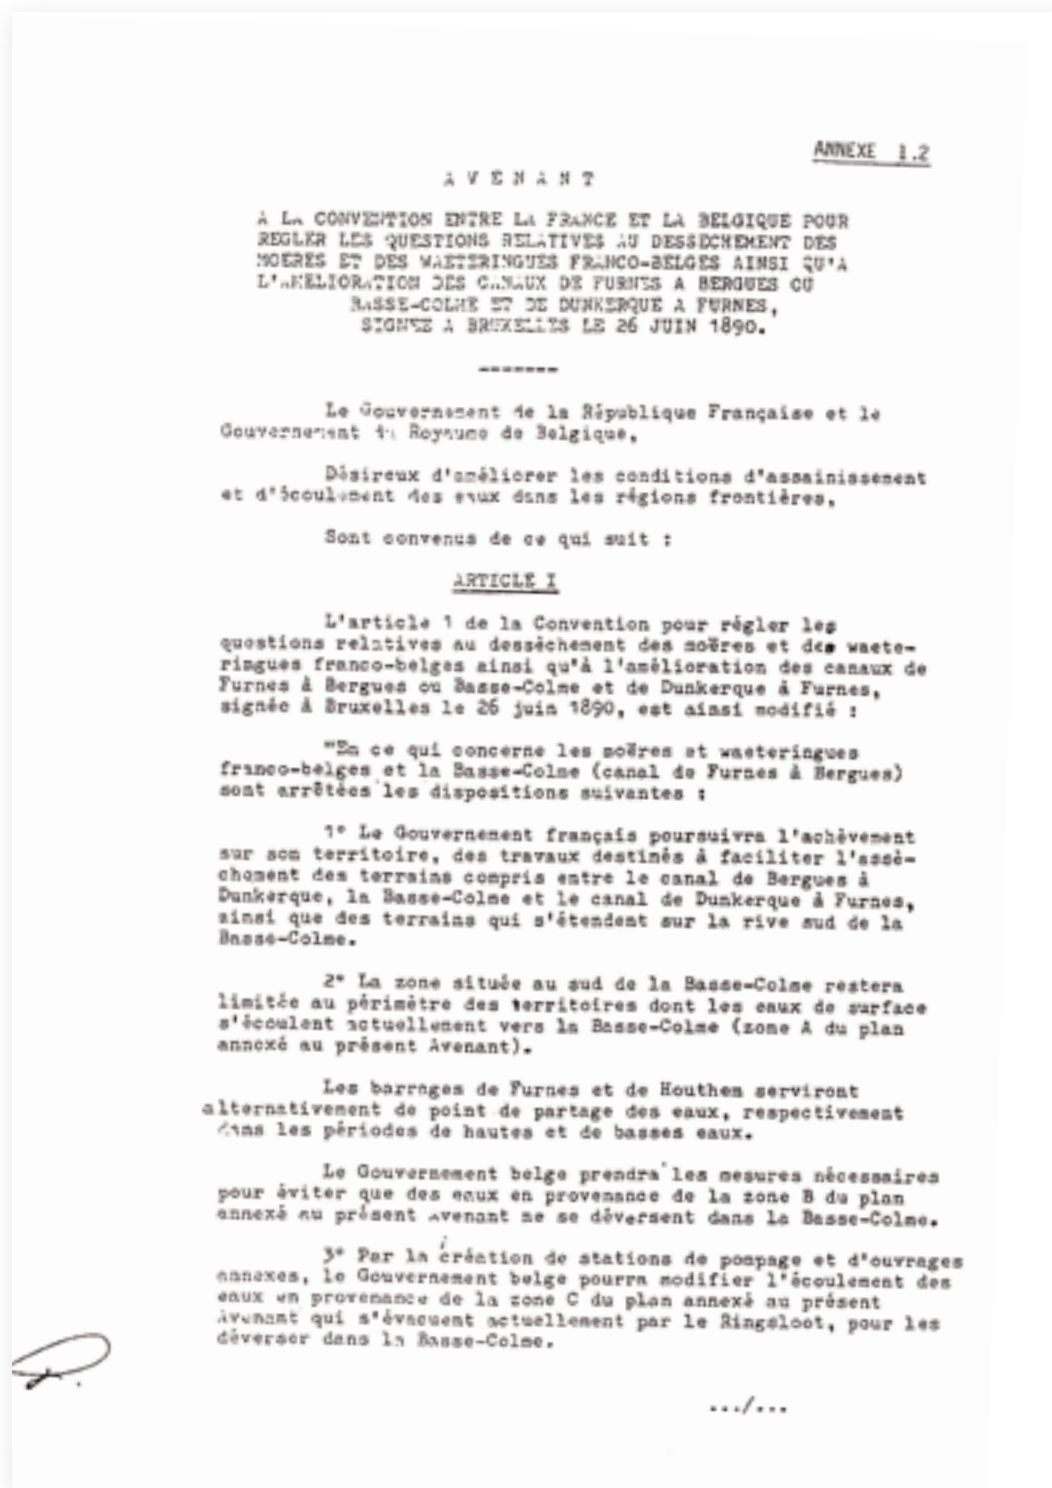 ANNEXE 1.2
AVENANT
A LA CONVENTION ENTRE LA FRANCE ET LA BELGIQUE POUR
REGLER LES QUESTIONS RELATIVES AU DESSECHEMENT DES
MOERES ET DES WAETERINGUES FRANCO-BELGES AINSI QU'A
L'AMELIORATION DES CANAUX DE FURNES A BERGUES OU
BASSE-COLME ET DE DUNKERQUE A FURNES,
SIGNEE A BRUXELLES LE 26 JUIN 1890.
-------
Le Gouvernement de la République Française et le
Gouvernement du Royaume de Belgique,
Désireux d'améliorer les conditions d'assainissement
et d'écoulement des eaux dans les régions frontières,
Sont convenus de ce qui suit :
ARTICLE I
L'article 1 de la Convention pour régler les
questions relatives au dessèchement des moëres et des waete-
ringues franco-belges ainsi qu'à l'amélioration des canaux de
Furnes à Bergues ou Basse-Colme et de Dunkerque à Furnes,
signée à Bruxelles le 26 juin 1890, est ainsi modifié :
"En ce qui concerne les moëres et waeteringues
franco-belges et la Basse-Colme (canal de Furnes à Bergues)
sont arrêtées les dispositions suivantes :
1° Le Gouvernement français poursuivra l'achèvement
sur son territoire, des travaux destinés à faciliter l'assè-
chement des terrains compris entre le canal de Bergues à
Dunkerque, la Basse-Colme et le canal de Dunkerque à Furnes,
ainsi que des terrains qui s'étendent sur la rive sud de la
Basse-Colme.
2° La zone située au sud de la Basse-Colme restera
limitée au périmètre des territoires dont les eaux de surface
s'écoulent actuellement vers la Basse-Colme (zone A du plan
annexé au présent Avenant).
Les barrages de Furnes et de Houthem serviront
alternativement de point de partage des eaux, respectivement
dans les périodes de hautes et de basses eaux.
Le Gouvernement belge prendra les mesures nécessaires
pour éviter que des eaux en provenance de la zone B du plan
annexé au présent Avenant ne se déversent dans la Basse-Colme.
3° Par la création de stations de pompage et d'ouvrages
annexes, le Gouvernement belge pourra modifier l'écoulement des
eaux en provenance de la zone C du plan annexé au présent
Avenant qui s'évacuent actuellement par le Ringsloot, pour les
déverser dans la Basse-Colme.
.../...